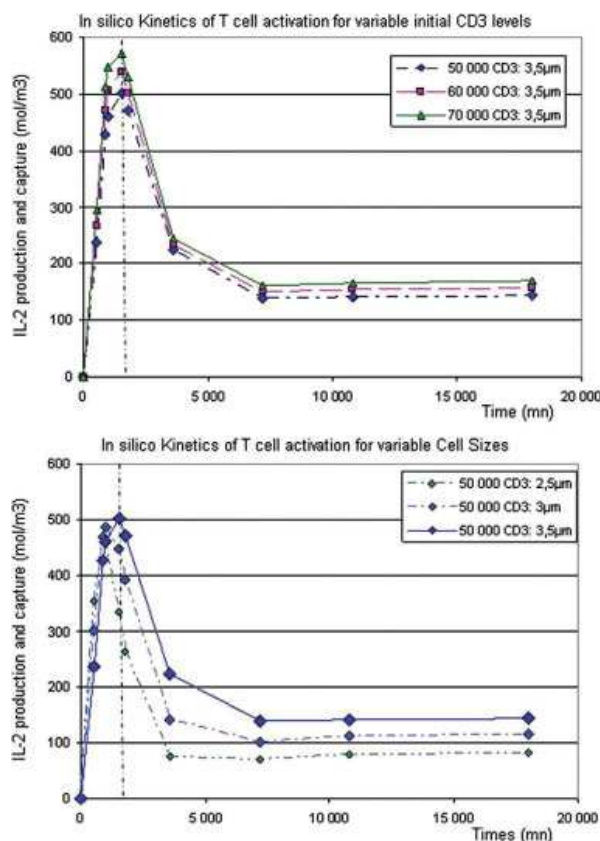 In silico Kinetics of T cell activation for variable initial CD3 levels
IL-2 production and capture (mol/m3)
600
500
400
300
200
100
0
50 000 CD3: 3,5µm
60 000 CD3: 3,5µm
70 000 CD3: 3,5µm
0
5 000
10 000
15 000
20 000
Time (mn)
In silico Kinetics of T cell activation for variable Cell Sizes
IL-2 production and capture (mol/m3)
600
500
400
300
200
100
0
50 000 CD3: 2,5µm
50 000 CD3: 3µm
50 000 CD3: 3,5µm
0
5 000
10 000
15 000
20 000
Times (mn)